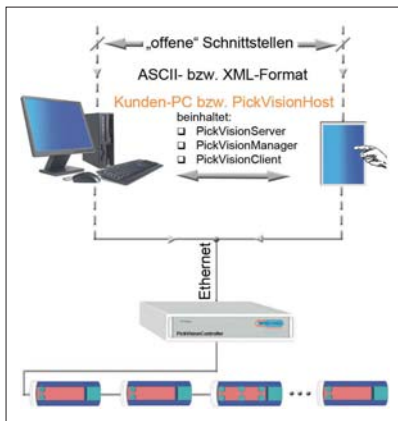 „offene“ Schnittstellen
ASCII- bzw. XML-Format
Kunden-PC bzw. PickVisionHost
beinhaltet:
PickVisionServer
PickVisionManager
PickVisionClient
Ethernet
PickVisionController